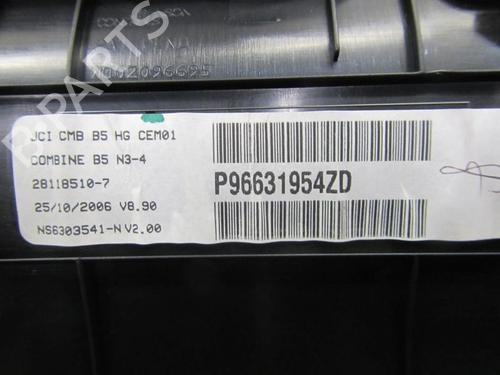 JCI CMB B5 HG CEM01
COMBINE B5 N3-4
28118510-7
25/10/2006 V8.90
NS6303541-N V2.00
P96631954ZD